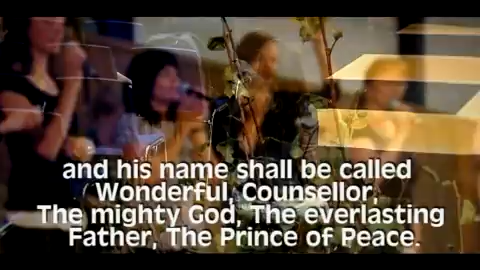 and his name shall be called
Wonderful, Counsellor,
The mighty God, The everlasting
Father, The Prince of Peace.